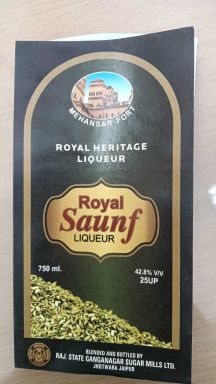 MEHANSAR FORT
ROYAL HERITAGE
LIQUEUR
Royal
Saunf
LIQUEUR
750 ml.
42.8% V/V
25UP
BLENDED AND BOTTLED BY
RAJ. STATE GANGANAGAR SUGAR MILLS LTD.
JHOTWARA JAIPUR